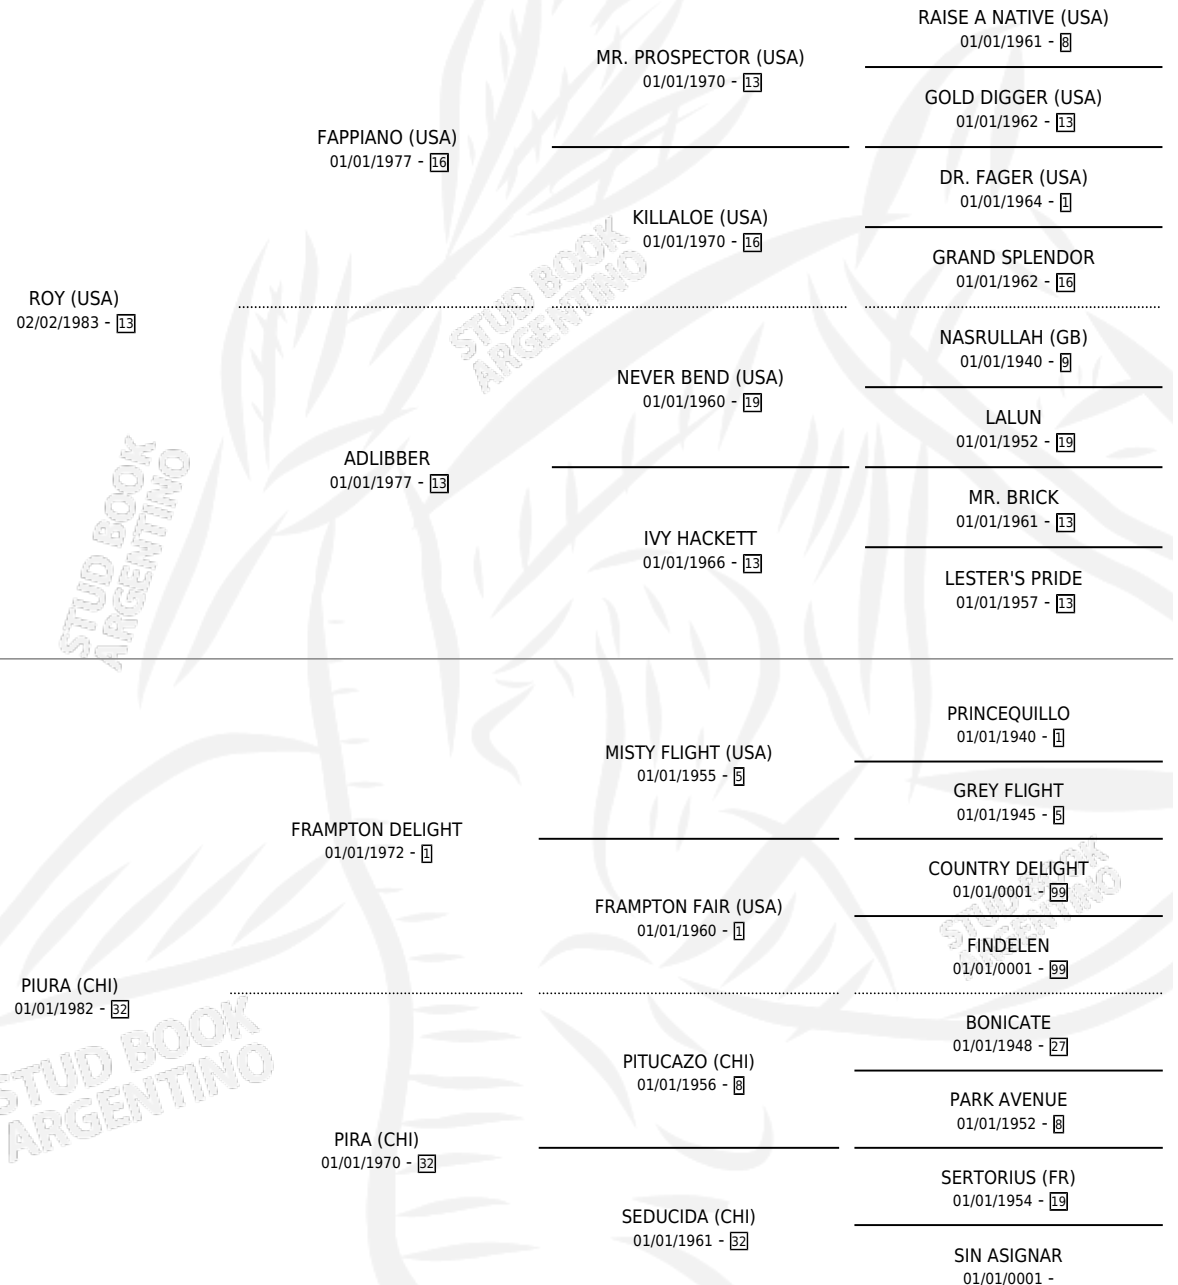 RAISE A NATIVE (USA)
01/01/1961 - 8
MR. PROSPECTOR (USA)
01/01/1970 - 13
GOLD DIGGER (USA)
01/01/1962 - 13
FAPPIANO (USA)
01/01/1977 - 16
DR. FAGER (USA)
01/01/1964 - 1
KILLALOE (USA)
01/01/1970 - 16
GRAND SPLENDOR
01/01/1962 - 16
ROY (USA)
02/02/1983 - 13
NASRULLAH (GB)
01/01/1940 - 9
NEVER BEND (USA)
01/01/1960 - 19
LALUN
01/01/1952 - 19
ADLIBBER
01/01/1977 - 13
MR. BRICK
01/01/1961 - 13
IVY HACKETT
01/01/1966 - 13
LESTER'S PRIDE
01/01/1957 - 13
PRINCEQUILLO
01/01/1940 - 1
MISTY FLIGHT (USA)
01/01/1955 - 5
GREY FLIGHT
01/01/1945 - 5
FRAMPTON DELIGHT
01/01/1972 - 1
COUNTRY DELIGHT
01/01/0001 - 99
FRAMPTON FAIR (USA)
01/01/1960 - 1
FINDELEN
01/01/0001 - 99
PIURA (CHI)
01/01/1982 - 32
BONICATE
01/01/1948 - 27
PITUCAZO (CHI)
01/01/1956 - 8
PARK AVENUE
01/01/1952 - 8
PIRA (CHI)
01/01/1970 - 32
SERTORIUS (FR)
01/01/1954 - 19
SEDUCIDA (CHI)
01/01/1961 - 32
SIN ASIGNAR
01/01/0001 -
STUD BOOK
ARGENTINO
STUD BOOK
ARGENTINO
STUD BOOK
ARGENTINO
STUD BOOK
ARGENTINO